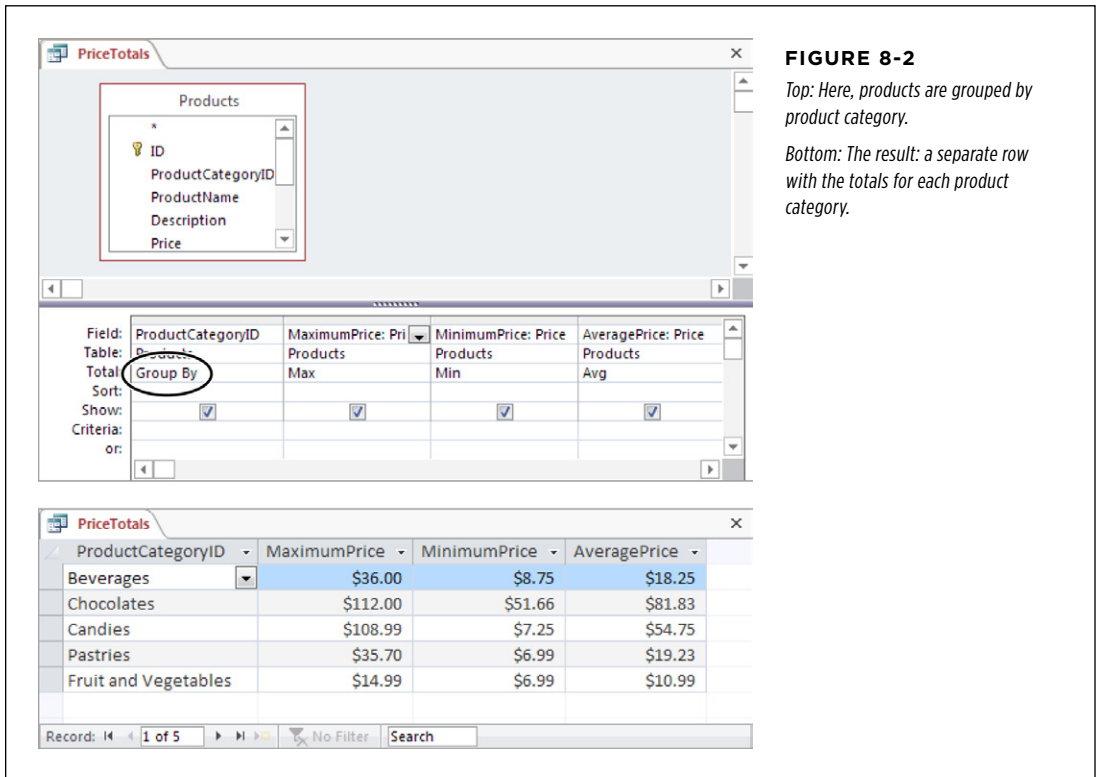 PriceTotals
Products
*
ID
ProductCategoryID
ProductName
Description
Price
Field: ProductCategoryID MaximumPrice: Pri MinimumPrice: Price AveragePrice: Price
Table: Products Products Products Products
Total: Group By Max Min Avg
Sort:
Show:
Criteria:
or:
PriceTotals
ProductCategoryID MaximumPrice MinimumPrice AveragePrice
Beverages $36.00 $8.75 $18.25
Chocolates $112.00 $51.66 $81.83
Candies $108.99 $7.25 $54.75
Pastries $35.70 $6.99 $19.23
Fruit and Vegetables $14.99 $6.99 $10.99
Record: 1 of 5 No Filter Search
FIGURE 8-2
Top: Here, products are grouped by
product category.
Bottom: The result: a separate row
with the totals for each product
category.